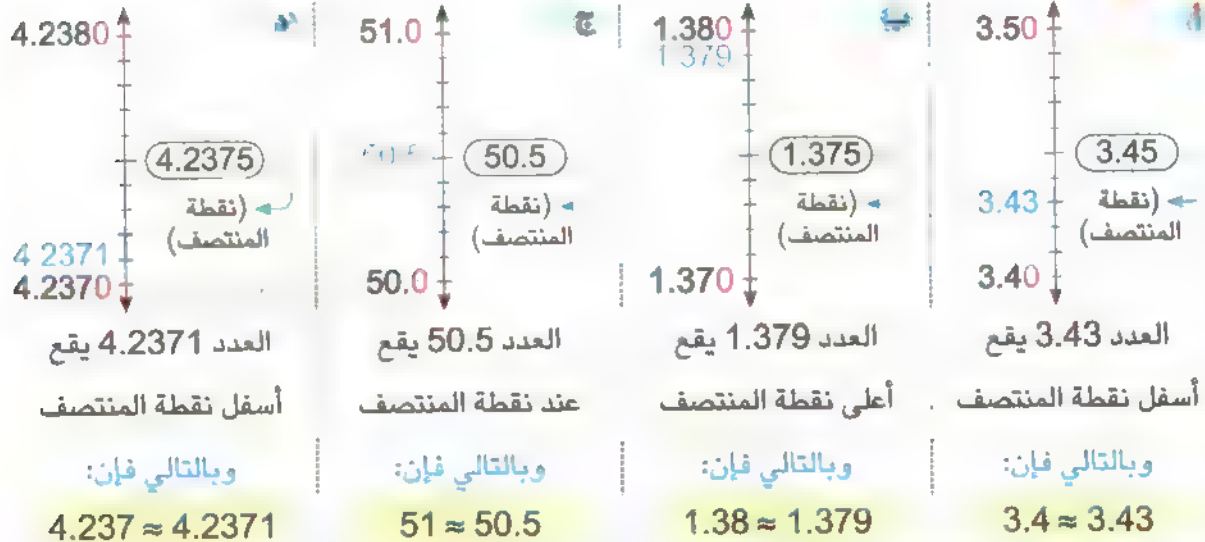 أ
3.50
3.45
3.43
(نقطة
المنتصف)
3.40
العدد 3.43 يقع
أسفل نقطة المنتصف
وبالتالي فإن:
3.4 ≈ 3.43
ب
1.380
1.379
1.375
(نقطة
المنتصف)
1.370
العدد 1.379 يقع
أعلى نقطة المنتصف
وبالتالي فإن:
1.38 ≈ 1.379
ج
51.0
50.5
(نقطة
المنتصف)
50.0
العدد 50.5 يقع
عند نقطة المنتصف
وبالتالي فإن:
51 ≈ 50.5
4.2380
4.2375
(نقطة
المنتصف)
4.2371
4.2370
العدد 4.2371 يقع
أسفل نقطة المنتصف
وبالتالي فإن:
4.237 ≈ 4.2371